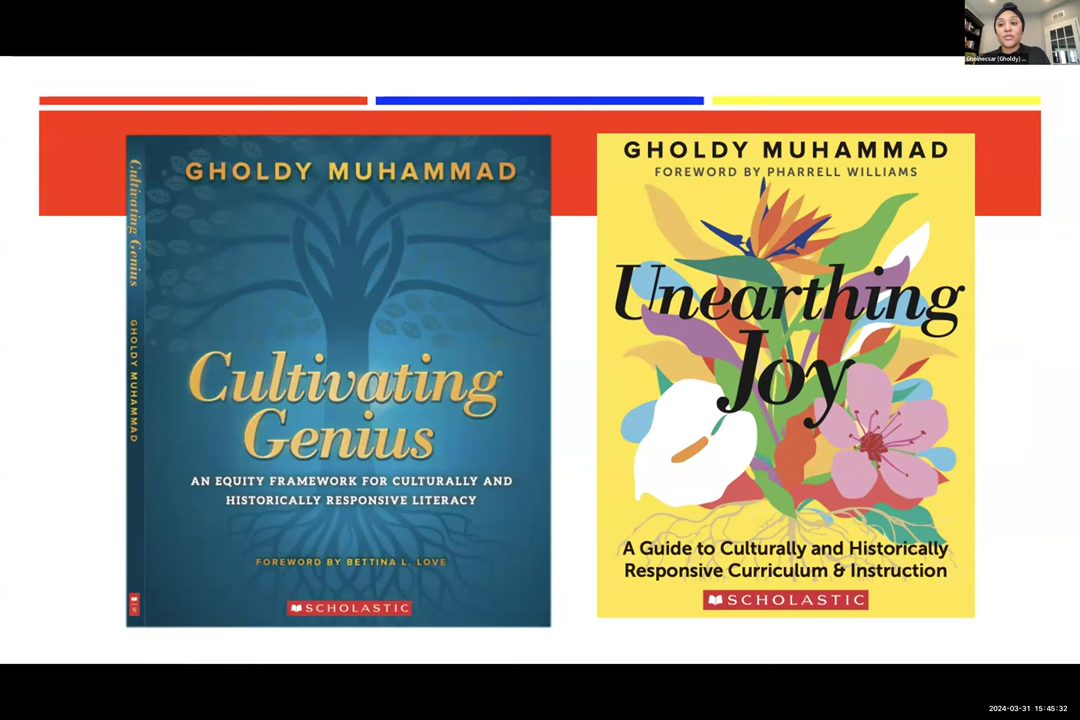 Gholnecsar (Gholdy) ...
Cultivating Genius
GHOLDY MUHAMMAD
S
GHOLDY MUHAMMAD
Cultivating
Genius
AN EQUITY FRAMEWORK FOR CULTURALLY AND
HISTORICALLY RESPONSIVE LITERACY
FOREWORD BY BETTINA L. LOVE
SCHOLASTIC
GHOLDY MUHAMMAD
FOREWORD BY PHARRELL WILLIAMS
Unearthing
Joy
A Guide to Culturally and Historically
Responsive Curriculum & Instruction
SCHOLASTIC
2024-03-31 15:45:32